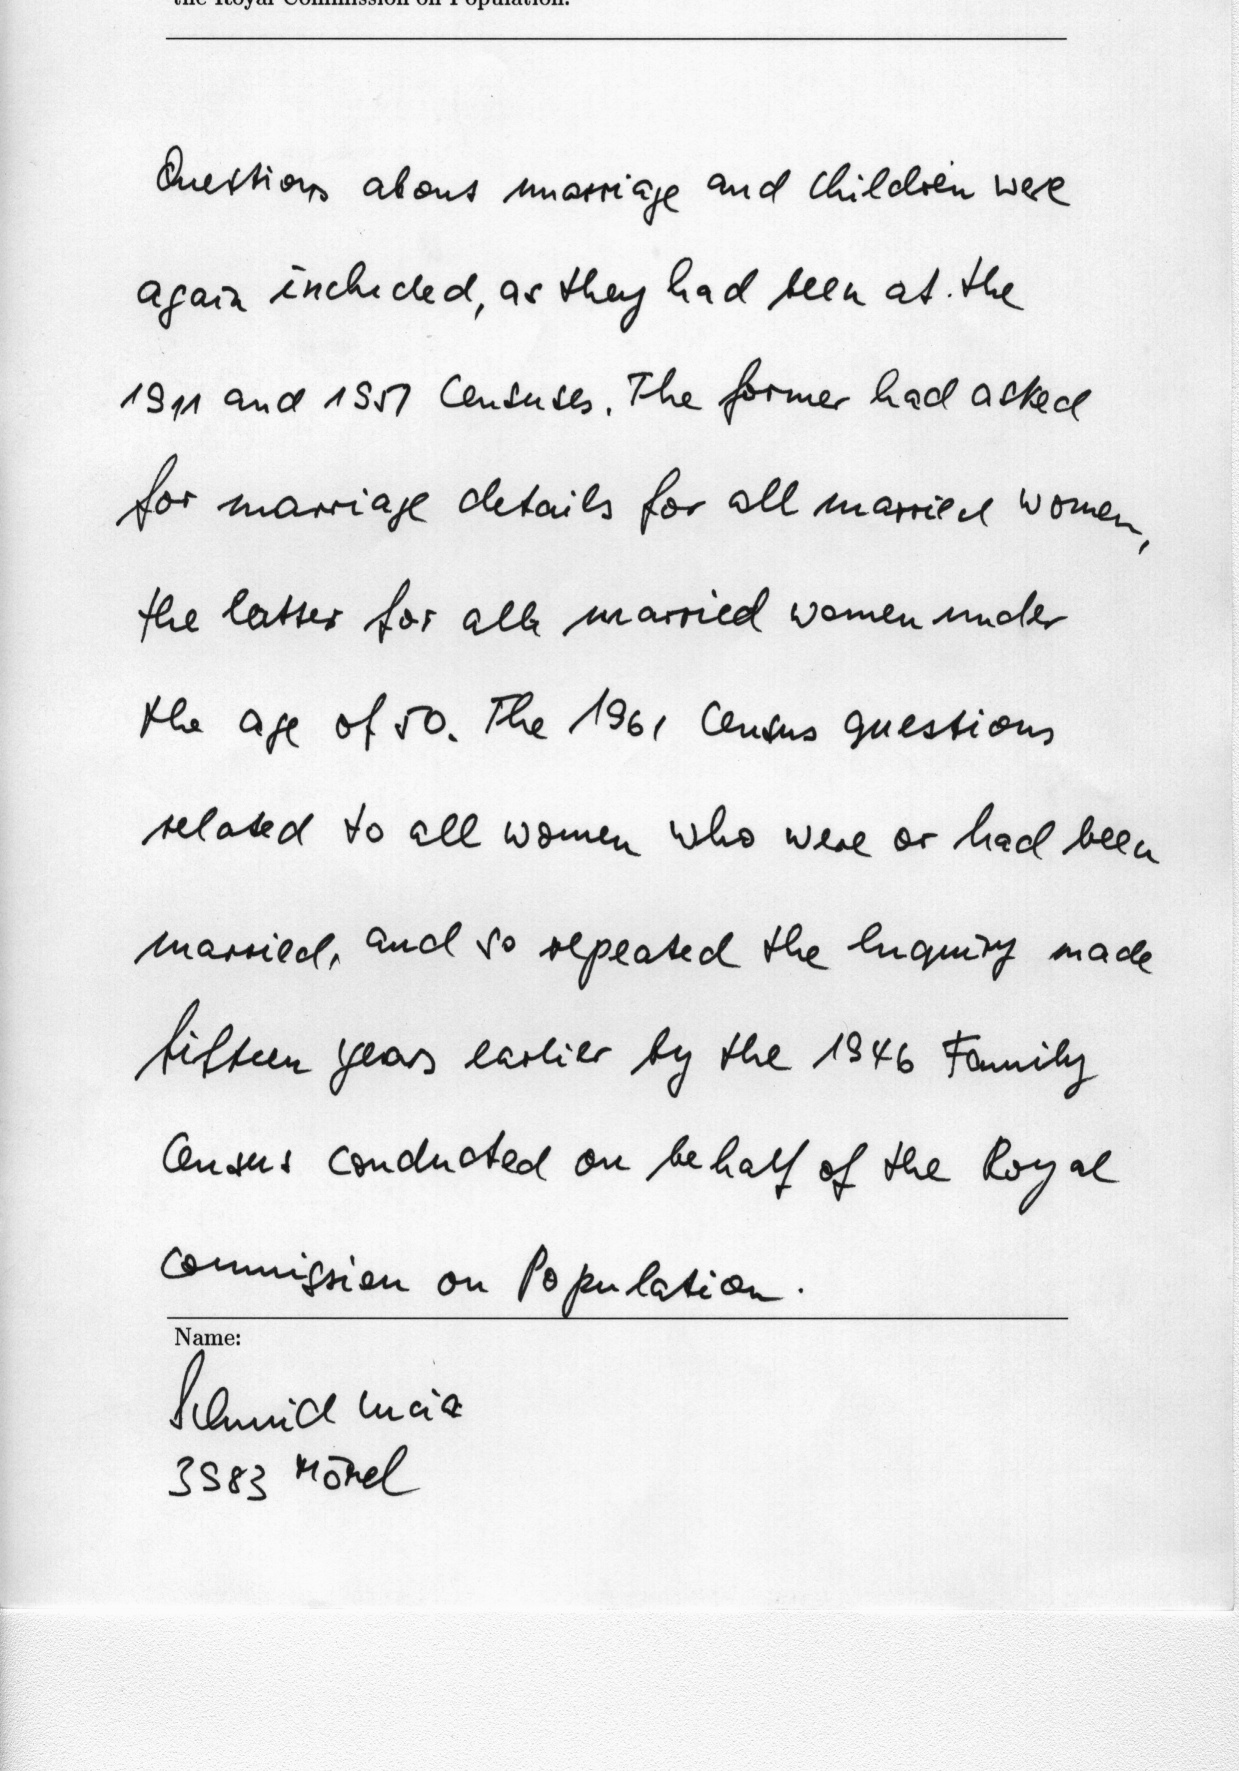 the Royal Commission on Population.
Questions about marriage and children were
again included, as they had been at the
1911 and 1951 Censuses. The former had asked
for marriage details for all married women,
the latter for all married women under
the age of 50. The 1961 Census questions
related to all women who were or had been
married, and so repeated the Inquiry made
fifteen years earlier by the 1946 Family
Census conducted on behalf of the Royal
commission on Population.
Name:
Schmid Lucia
3983 Mörel